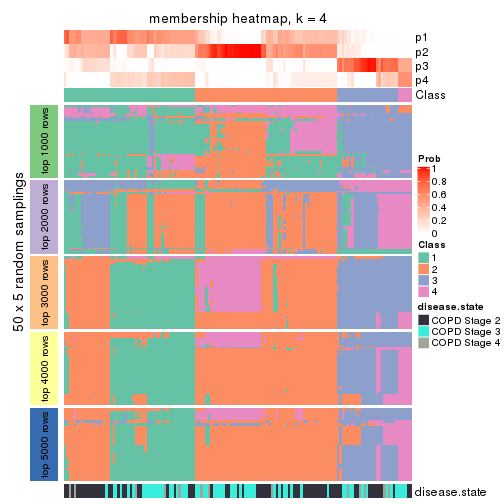 membership heatmap, k = 4
p1
p2
p3
p4
Class
50 x 5 random samplings
top 1000 rows
top 2000 rows
top 3000 rows
top 4000 rows
top 5000 rows
Prob
1
0.8
0.6
0.4
0.2
0
Class
1
2
3
4
disease.state
COPD Stage 2
COPD Stage 3
COPD Stage 4
disease.state